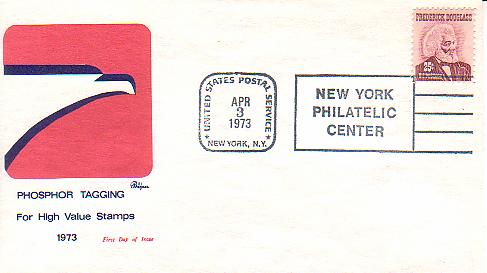 FREDERICK DOUGLASS
25¢
UNITED STATES POSTAL SERVICE
APR
3
1973
NEW YORK, N.Y.
NEW YORK
PHILATELIC
CENTER
PHOSPHOR TAGGING
For High Value Stamps
1973
First Day of Issue